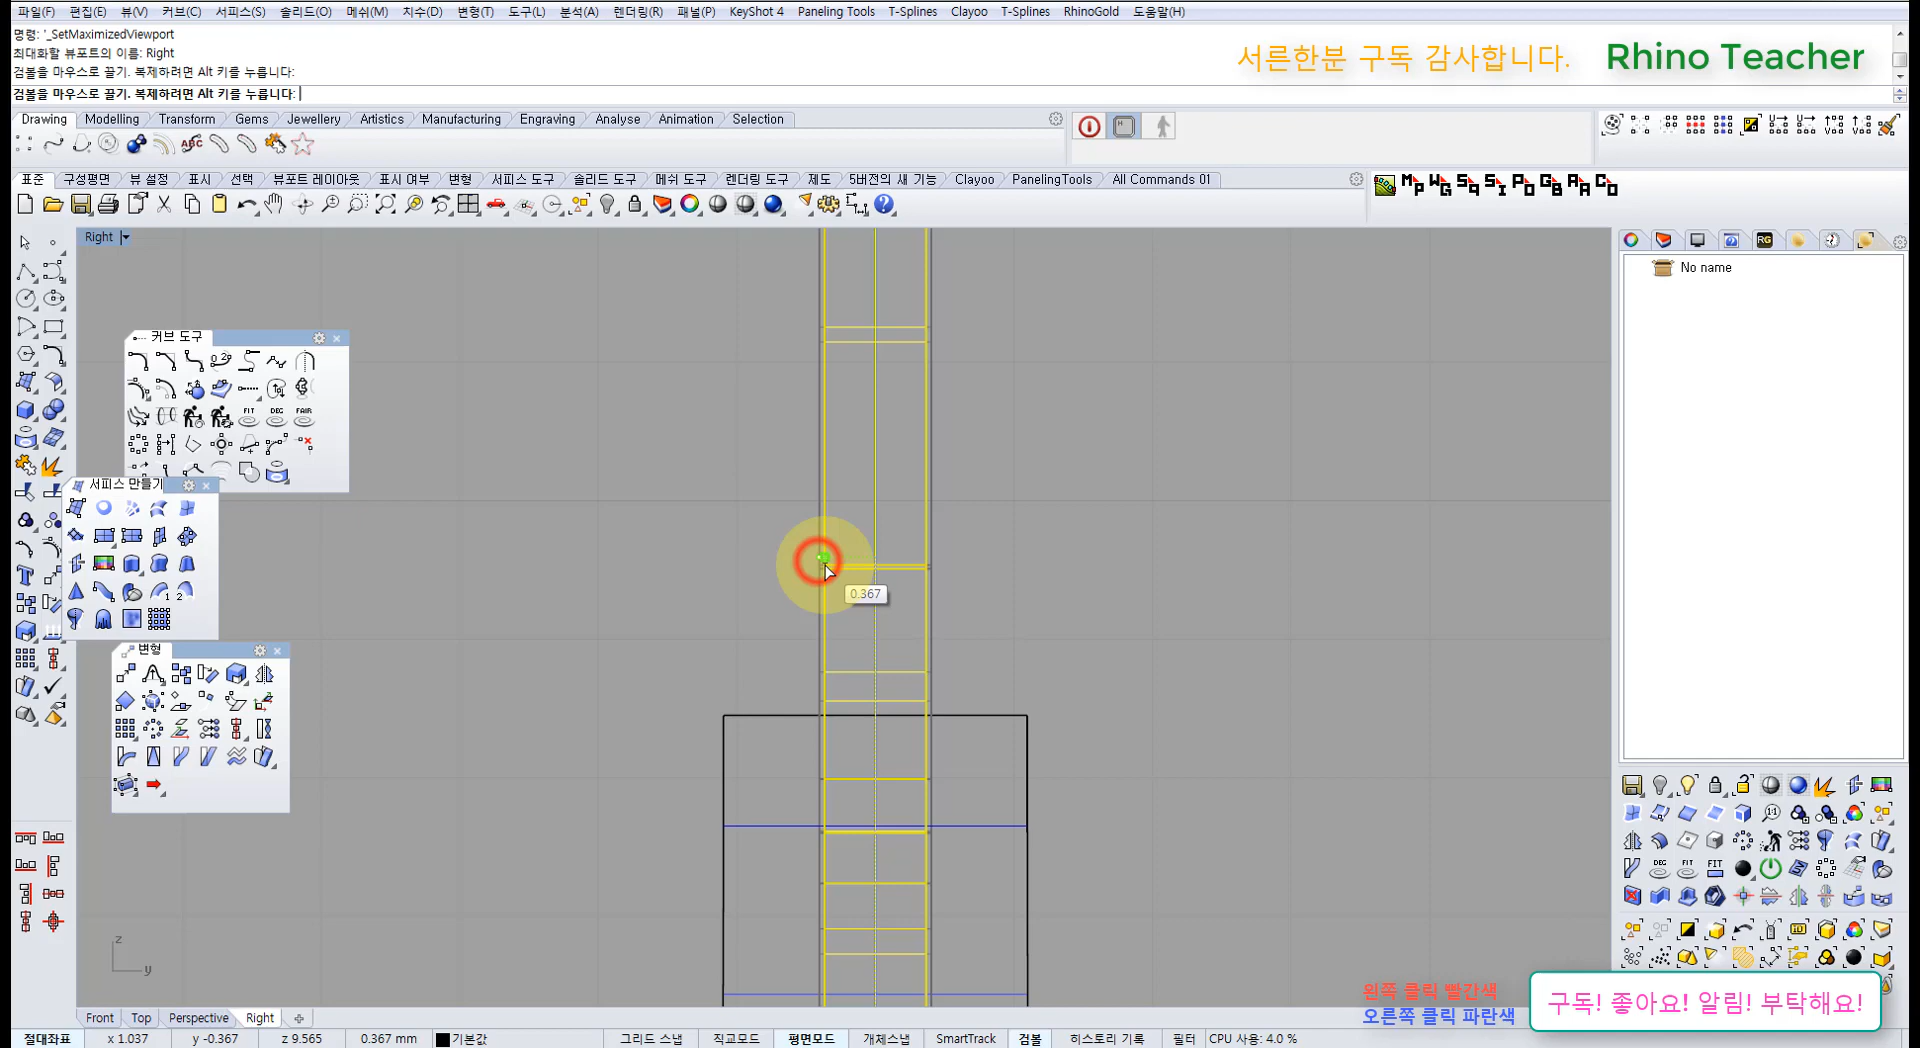 파일(F) 편집(E) 뷰(V) 커브(C) 서피스(S) 솔리드(O) 메쉬(M) 치수(D) 변형(T) 도구(L) 분석(A) 렌더링(R) 패널(P) KeyShot 4 Paneling Tools T-Splines Clayoo T-Splines RhinoGold 도움말(H)
명령: '_SetMaximizedViewport
최대화할 뷰포트의 이름: Right
검볼을 마우스로 끌기. 복제하려면 Alt 키를 누릅니다:
검볼을 마우스로 끌기. 복제하려면 Alt 키를 누릅니다:
서른한분 구독 감사합니다. Rhino Teacher
Drawing Modelling Transform Gems Jewellery Artistics Manufacturing Engraving Analyse Animation Selection
ABC
표준 구성평면 뷰 설정 표시 선택 뷰포트 레이아웃 표시 여부 변형 서피스 도구 솔리드 도구 메쉬 도구 렌더링 도구 제도 5버전의 새 기능 Clayoo PanelingTools All Commands 01
Right
RG
No name
커브 도구
FIT DEG FAIR
서피스 만들기
0.367
변형
DEG FIT FIT
z
y
왼쪽 클릭 빨간색
오른쪽 클릭 파란색
구독! 좋아요! 알림! 부탁해요!
Front Top Perspective Right
절대좌표 x 1.037 y -0.367 z 9.565 0.367 mm 기본값 그리드 스냅 직교모드 평면모드 개체스냅 SmartTrack 검볼 히스토리 기록 필터 CPU 사용: 4.0 %